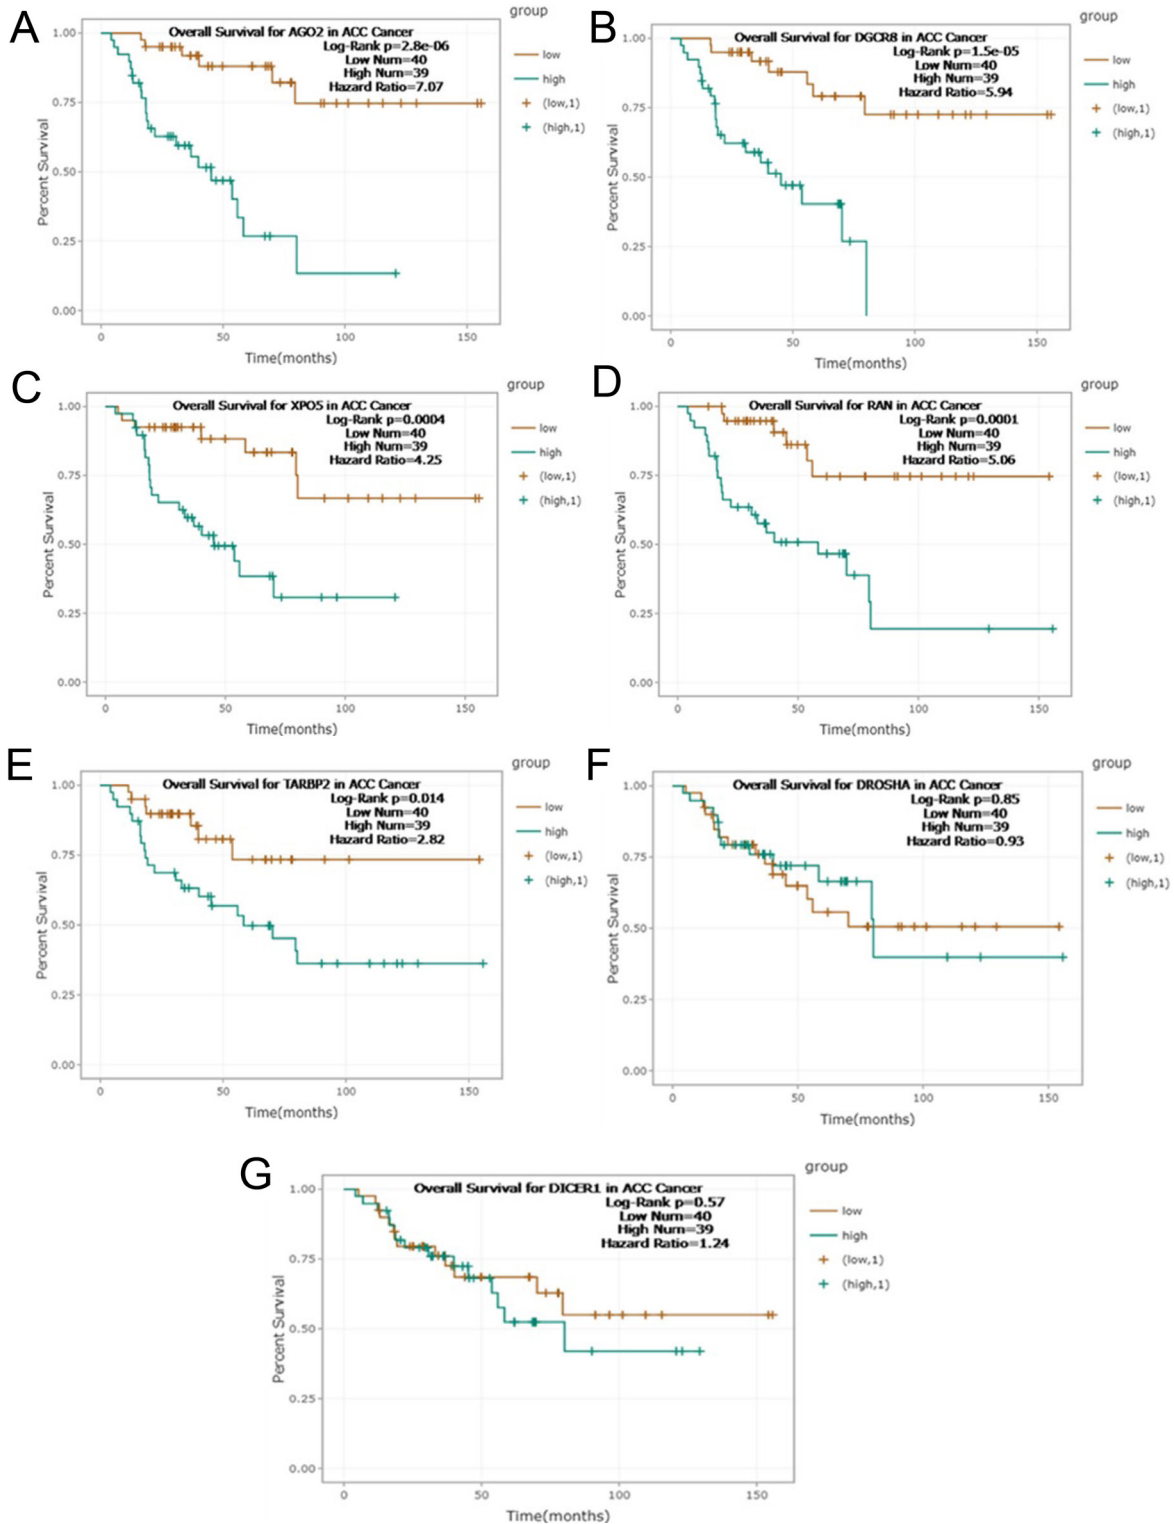 A
Overall Survival for AGO2 in ACC Cancer
Log-Rank p=2.8e-06
Low Num=40
High Num=39
Hazard Ratio=7.07
group
low
high
(low,1)
(high,1)
Percent Survival
1.00
0.75
0.50
0.25
0.00
0
50
100
150
Time(months)
B
Overall Survival for DGCR8 in ACC Cancer
Log-Rank p=1.5e-05
Low Num=40
High Num=39
Hazard Ratio=5.94
group
low
high
(low,1)
(high,1)
Percent Survival
1.00
0.75
0.50
0.25
0.00
0
50
100
150
Time(months)
C
Overall Survival for XPO5 in ACC Cancer
Log-Rank p=0.0004
Low Num=40
High Num=39
Hazard Ratio=4.25
group
low
high
(low,1)
(high,1)
Percent Survival
1.00
0.75
0.50
0.25
0.00
0
50
100
150
Time(months)
D
Overall Survival for RAN in ACC Cancer
Log-Rank p=0.0001
Low Num=40
High Num=39
Hazard Ratio=5.06
group
low
high
(low,1)
(high,1)
Percent Survival
1.00
0.75
0.50
0.25
0.00
0
50
100
150
Time(months)
E
Overall Survival for TARBP2 in ACC Cancer
Log-Rank p=0.014
Low Num=40
High Num=39
Hazard Ratio=2.82
group
low
high
(low,1)
(high,1)
Percent Survival
1.00
0.75
0.50
0.25
0.00
0
50
100
150
Time(months)
F
Overall Survival for DROSHA in ACC Cancer
Log-Rank p=0.85
Low Num=40
High Num=39
Hazard Ratio=0.93
group
low
high
(low,1)
(high,1)
Percent Survival
1.00
0.75
0.50
0.25
0.00
0
50
100
150
Time(months)
G
Overall Survival for DICER1 in ACC Cancer
Log-Rank p=0.57
Low Num=40
High Num=39
Hazard Ratio=1.24
group
low
high
(low,1)
(high,1)
Percent Survival
1.00
0.75
0.50
0.25
0.00
0
50
100
150
Time(months)